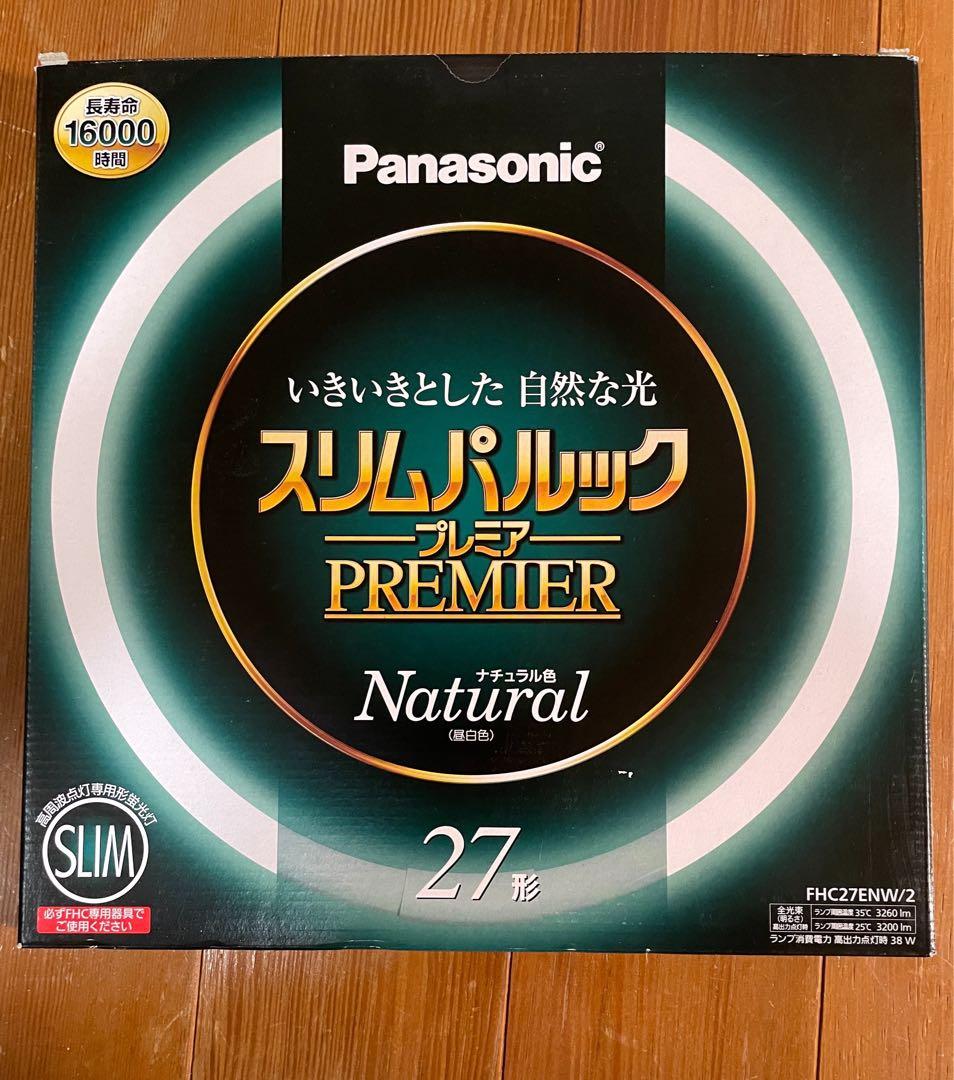 長寿命
16000
時間
Panasonic®
いきいきとした 自然な光
スリムパルック
プレミア
PREMIER
ナチュラル色
Natural
(昼白色)
高周波点灯専用形蛍光灯
SLIM
必ずFHC専用器具で
ご使用ください
27形
FHC27ENW/2
全光束
(明るさ)
高出力点灯時
ランプ周囲温度 35℃ 3260 lm
ランプ周囲温度 25℃ 3200 lm
ランプ消費電力 高出力点灯時 38 W